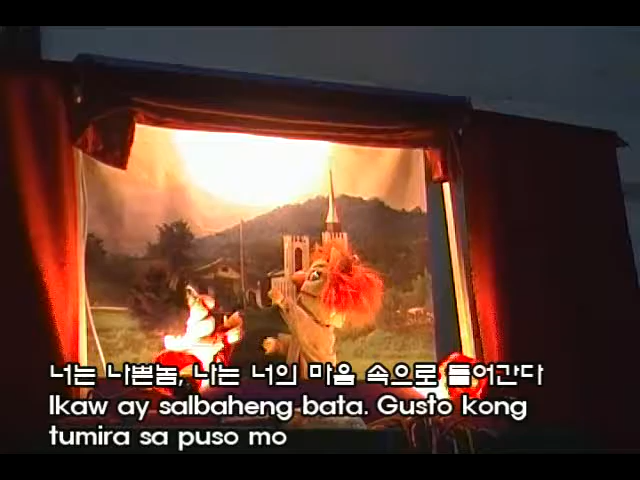 너는 나쁜놈, 나는 너의 마음 속으로 들어간다
Ikaw ay salbaheng bata. Gusto kong
tumira sa puso mo